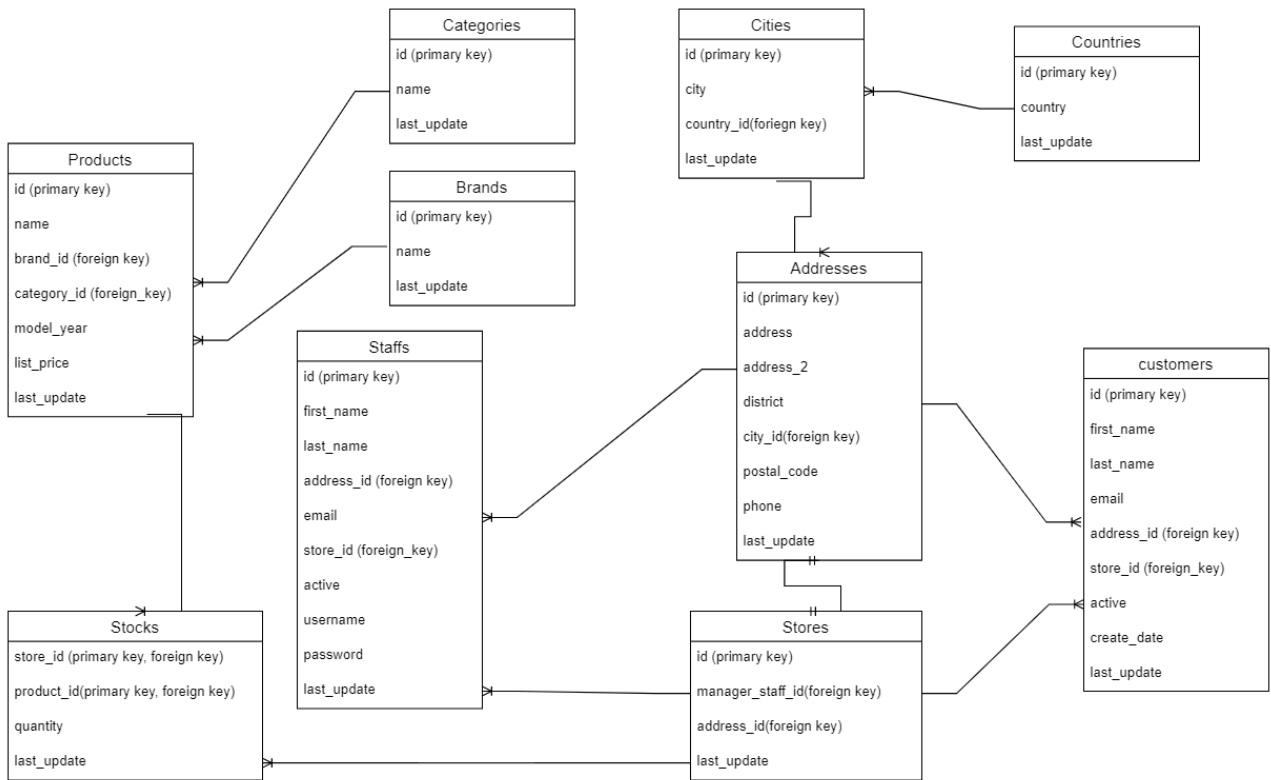 Categories
id (primary key)
name
last_update
Cities
id (primary key)
city
country_id(foriegn key)
last_update
Countries
id (primary key)
country
last_update
Products
id (primary key)
name
brand_id (foreign key)
category_id (foreign_key)
model_year
list_price
last_update
Brands
id (primary key)
name
last_update
Staffs
id (primary key)
first_name
last_name
address_id (foreign key)
email
store_id (foreign_key)
active
username
password
last_update
Addresses
id (primary key)
address
address_2
district
city_id(foreign key)
postal_code
phone
last_update
customers
id (primary key)
first_name
last_name
email
address_id (foreign key)
store_id (foreign_key)
active
create_date
last_update
Stocks
store_id (primary key, foreign key)
product_id(primary key, foreign key)
quantity
last_update
Stores
id (primary key)
manager_staff_id(foreign key)
address_id(foreign key)
last_update